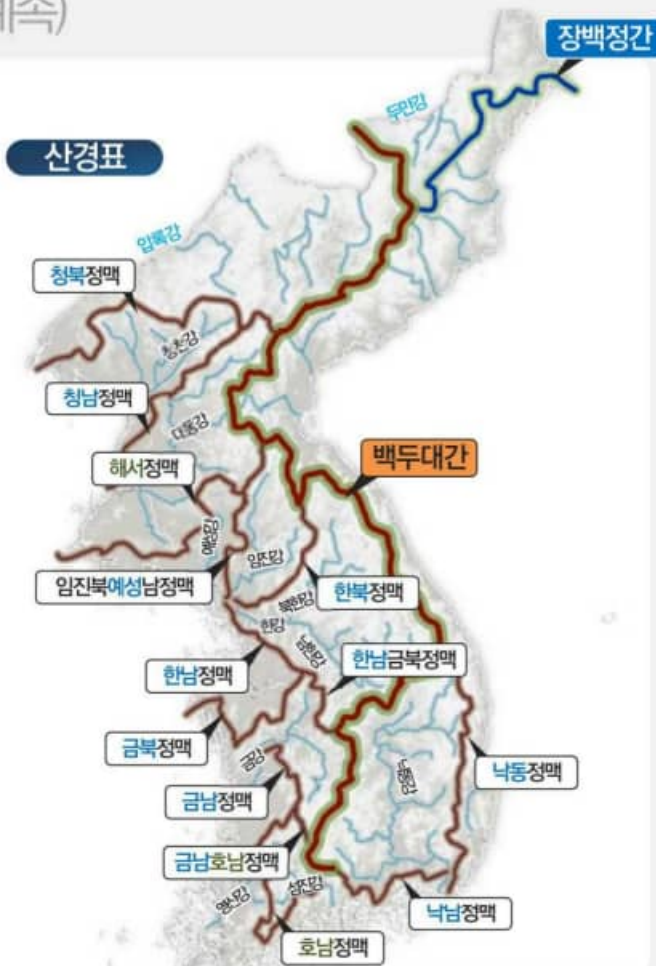 계속)
장백정간
두만강
산경표
압록강
청북정맥
청천강
청남정맥
대동강
백두대간
해서정맥
예성강
임진강
임진북예성남정맥
한북정맥
북한강
한강
남한강
한남금북정맥
한남정맥
금북정맥
금강
낙동강
낙동정맥
금남정맥
금남호남정맥
섬진강
영산강
낙남정맥
호남정맥